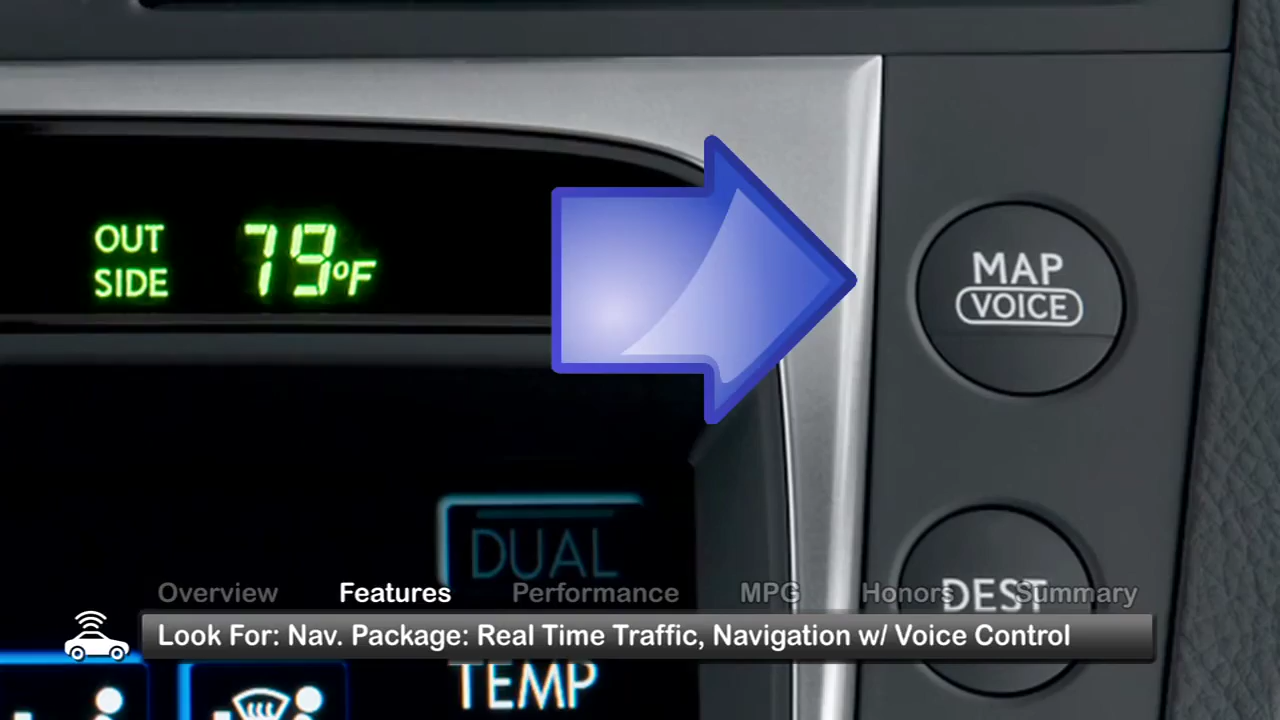 OUT
SIDE
79°F
MAP
VOICE
DUAL
Overview Features Performance MPG Honors Summary
DEST
Look For: Nav. Package: Real Time Traffic, Navigation w/ Voice Control
TEMP